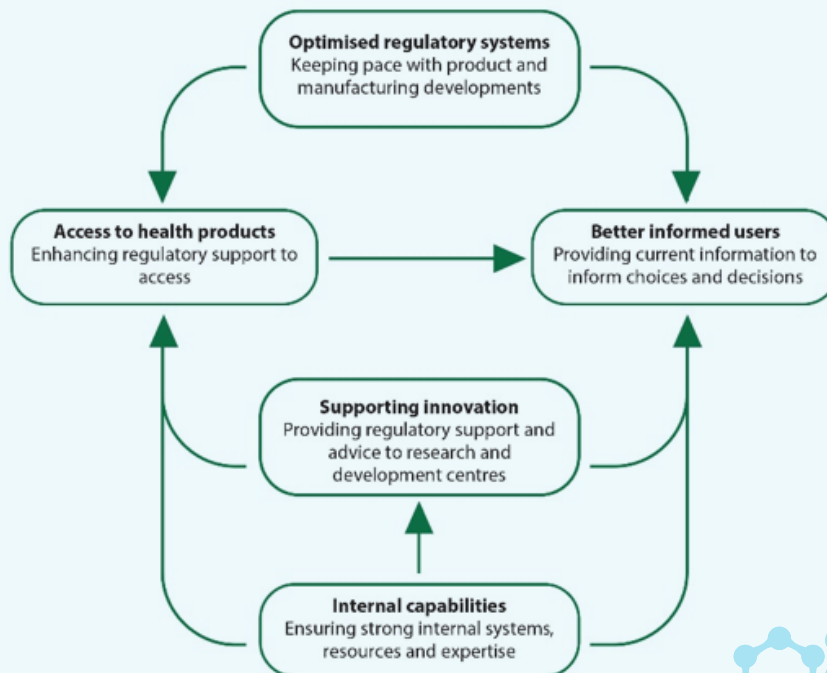 Optimised regulatory systems
Keeping pace with product and
manufacturing developments
Access to health products
Enhancing regulatory support to
access
Better informed users
Providing current information to
inform choices and decisions
Supporting innovation
Providing regulatory support and
advice to research and
development centres
Internal capabilities
Ensuring strong internal systems,
resources and expertise